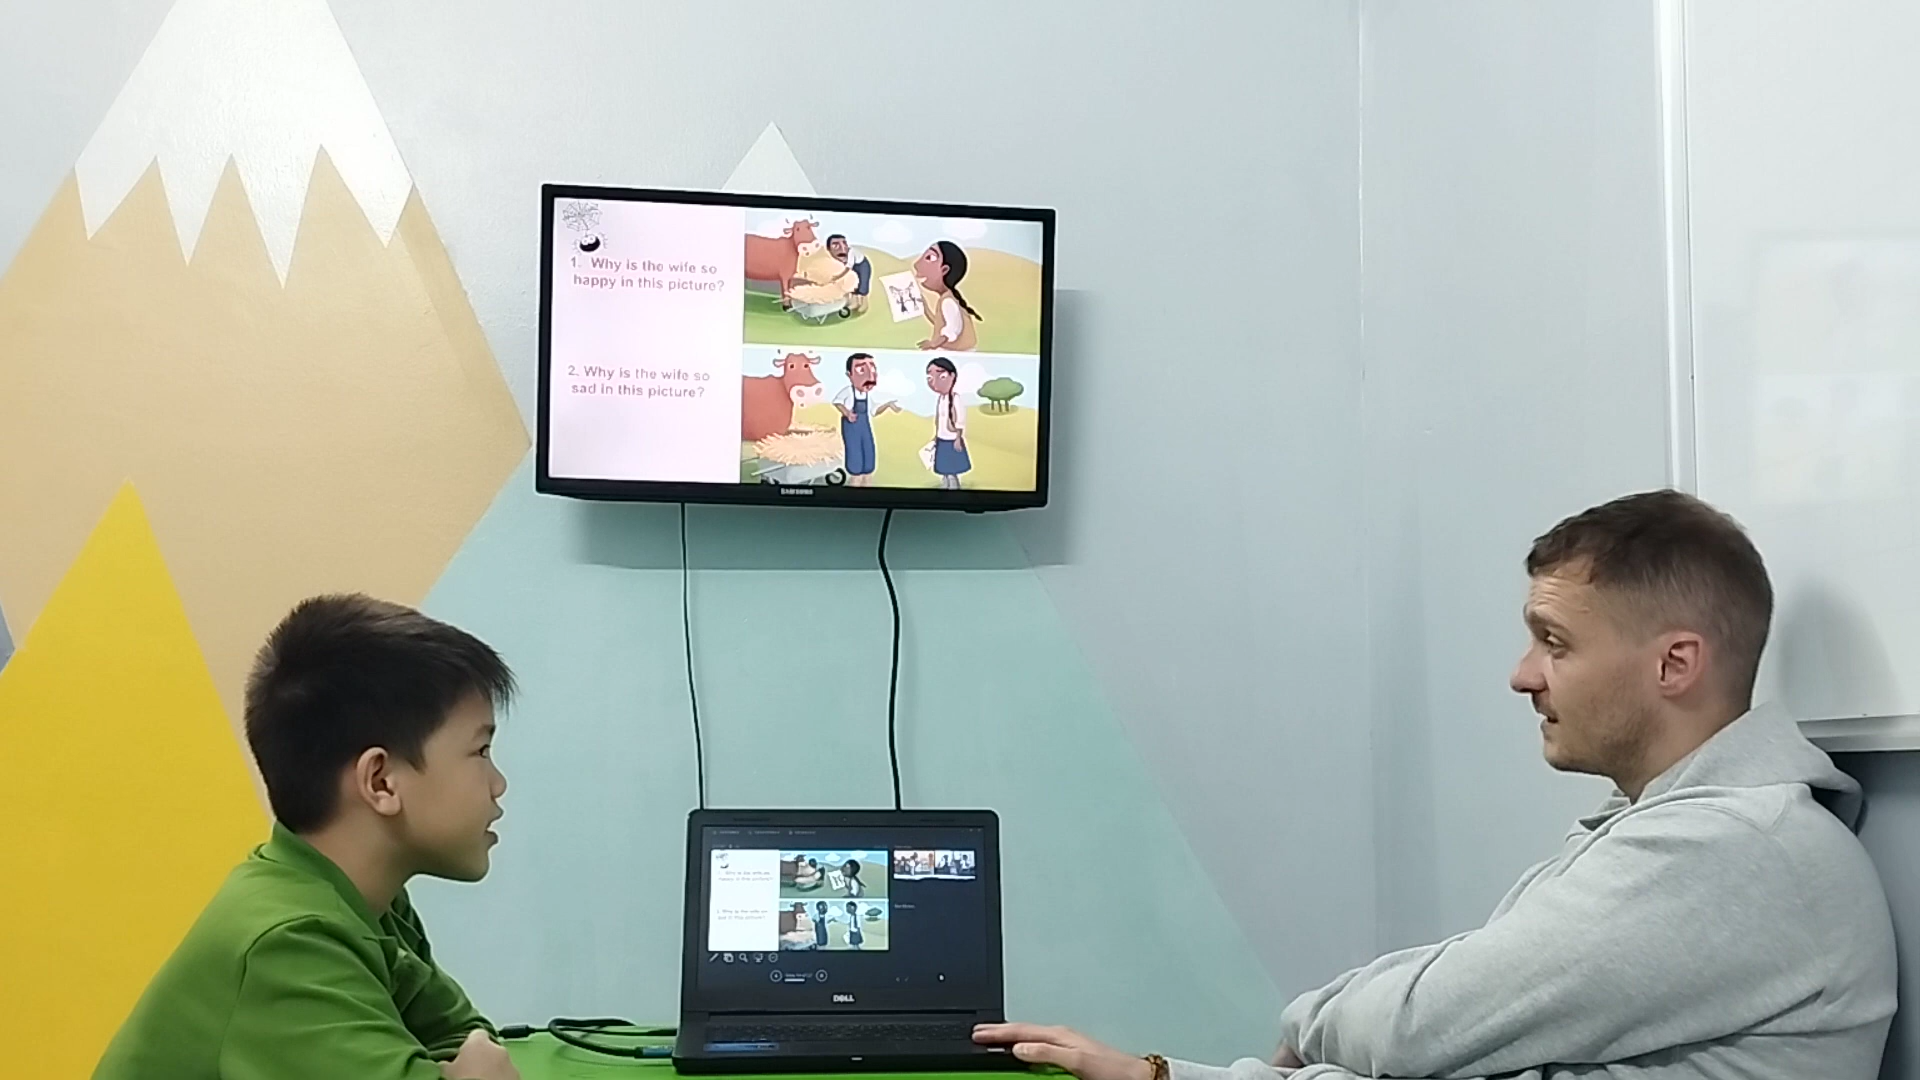 1. Why is the wife so
happy in this picture?
2. Why is the wife so
sad in this picture?
SAMSUNG
DELL